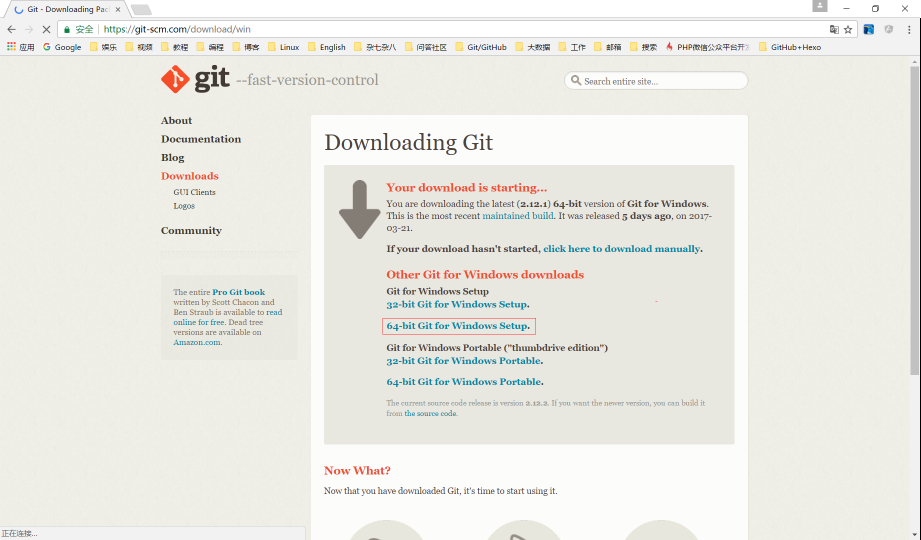 Git - Downloading Pac
安全
https://git-scm.com/download/win
应用
Google
娱乐
视频
教程
编程
博客
Linux
English
杂七杂八
问答社区
Git/GitHub
大数据
工作
邮箱
搜索
PHP微信公众平台开发
GitHub+Hexo
git --fast-version-control
Search entire site...
About
Documentation
Blog
Downloads
GUI Clients
Logos
Community
The entire Pro Git book
written by Scott Chacon and
Ben Straub is available to read
online for free. Dead tree
versions are available on
Amazon.com.
Downloading Git
Your download is starting...
You are downloading the latest (2.12.1) 64-bit version of Git for Windows.
This is the most recent maintained build. It was released 5 days ago, on 2017-
03-21.
If your download hasn't started, click here to download manually.
Other Git for Windows downloads
Git for Windows Setup
32-bit Git for Windows Setup.
64-bit Git for Windows Setup.
Git for Windows Portable ("thumbdrive edition")
32-bit Git for Windows Portable.
64-bit Git for Windows Portable.
The current source code release is version 2.12.2. If you want the newer version, you can build it
from the source code.
Now What?
Now that you have downloaded Git, it's time to start using it.
正在连接...